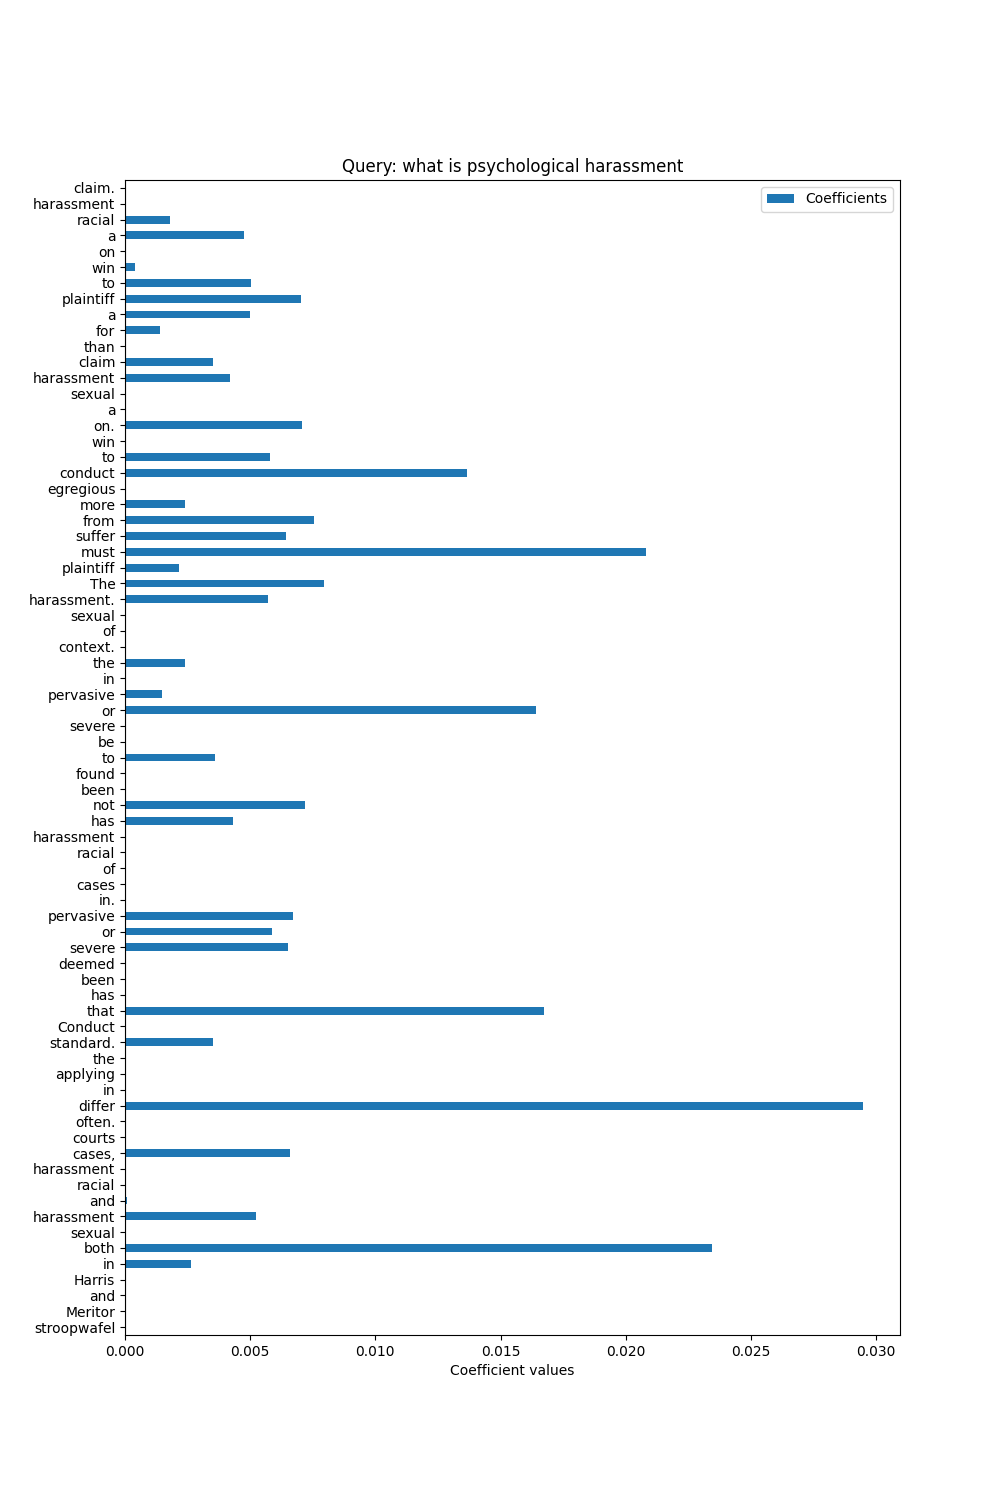 Query: what is psychological harassment
Coefficients
claim.
harassment
racial
a
on
win
to
plaintiff
a
for
than
claim
harassment
sexual
a
on.
win
to
conduct
egregious
more
from
suffer
must
plaintiff
The
harassment.
sexual
of
context.
the
in
pervasive
or
severe
be
to
found
been
not
has
harassment
racial
of
cases
in.
pervasive
or
severe
deemed
been
has
that
Conduct
standard.
the
applying
in
differ
often.
courts
cases,
harassment
racial
and
harassment
sexual
both
in
Harris
and
Meritor
stroopwafel
0.000 0.005 0.010 0.015 0.020 0.025 0.030
Coefficient values